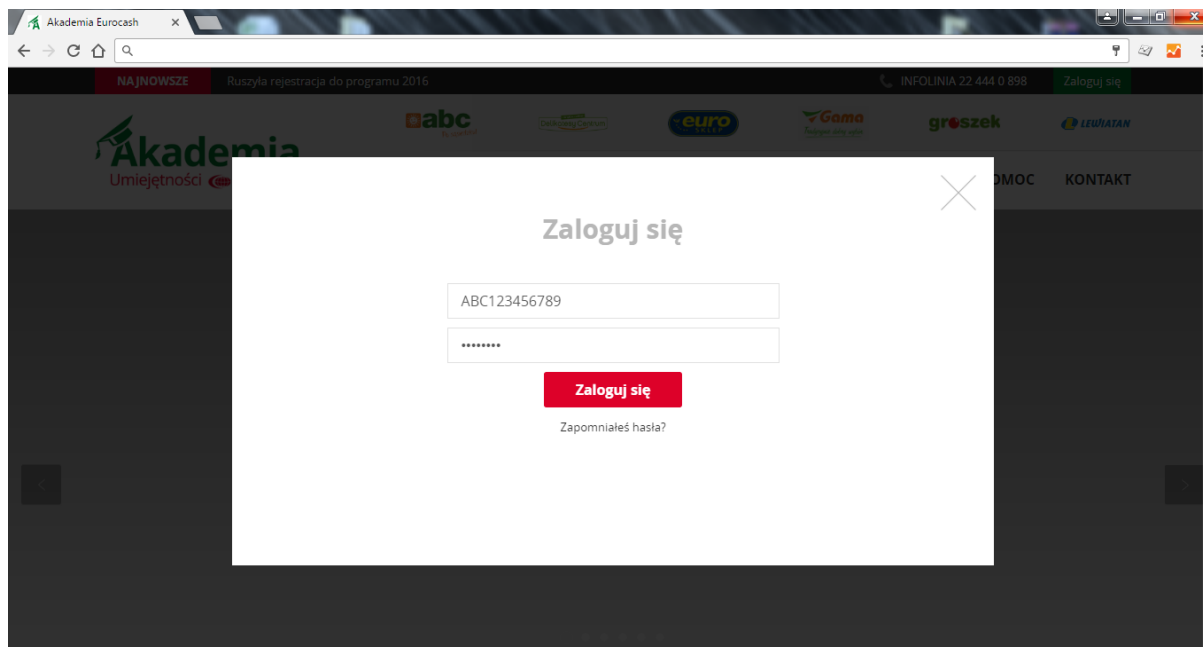 Akademia Eurocash
NAJNOWSZE Ruszyła rejestracja do programu 2016 INFOLINIA 22 444 0 898 Zaloguj się
abc euro SKLEP Gama groszek LEWIATAN
Akademia
Umiejętności
KONTAKT
Zaloguj się
ABC123456789
••••••••
Zaloguj się
Zapomniałeś hasła?